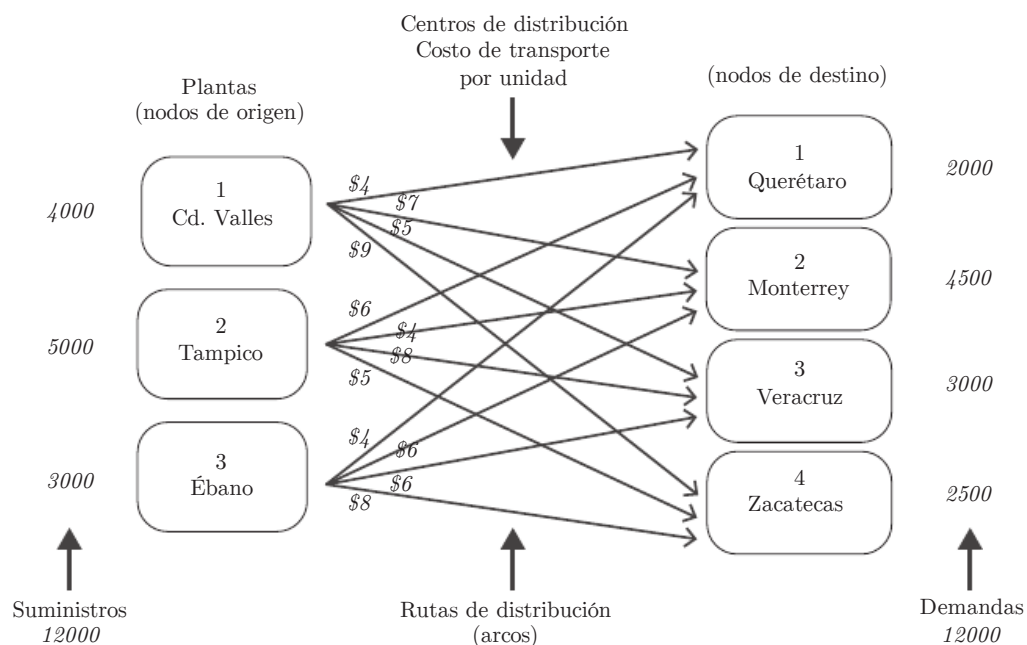 Centros de distribución
Costo de transporte
por unidad
Plantas
(nodos de origen)
(nodos de destino)
1
Cd. Valles
4000
2
Tampico
5000
3
Ébano
3000
$4
$7
$5
$9
$6
$4
$8
$5
$4
$6
$6
$8
1
Querétaro
2000
2
Monterrey
4500
3
Veracruz
3000
4
Zacatecas
2500
Suministros
12000
Rutas de distribución
(arcos)
Demandas
12000